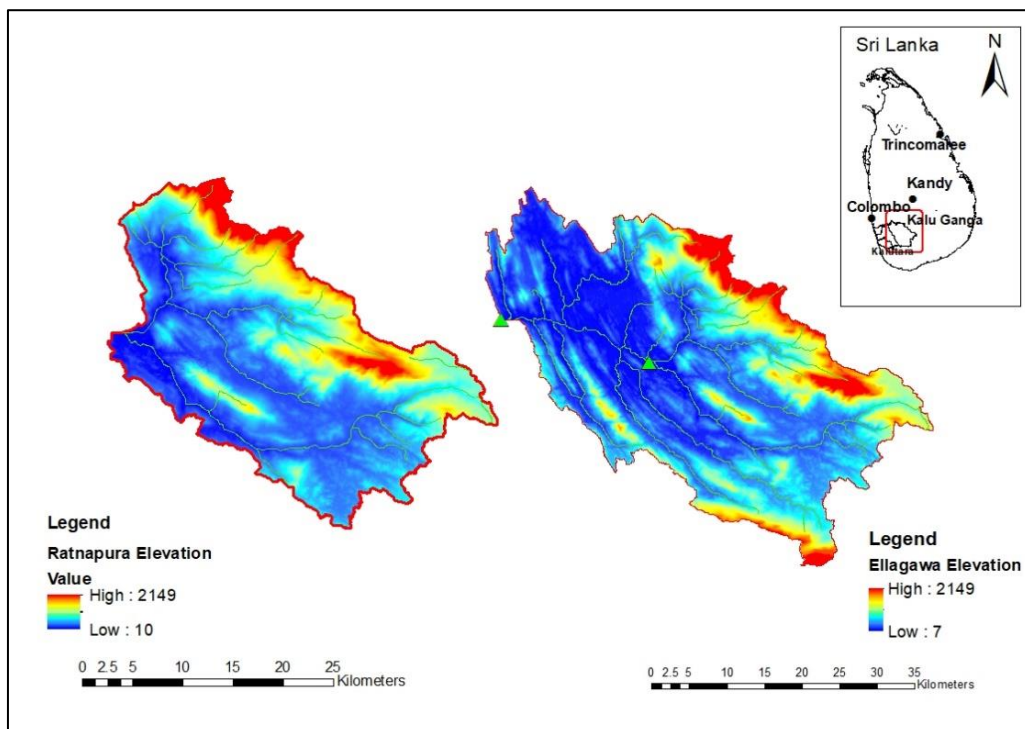 Sri Lanka
N
Trincomalee
Kandy
Colombo
Kalu Ganga
Kalutara
Legend
Ratnapura Elevation
Value
High : 2149
Low : 10
0 2.5 5 10 15 20 25
Kilometers
Legend
Ellagawa Elevation
High : 2149
Low : 7
0 2.5 5 10 15 20 25 30 35
Kilometers